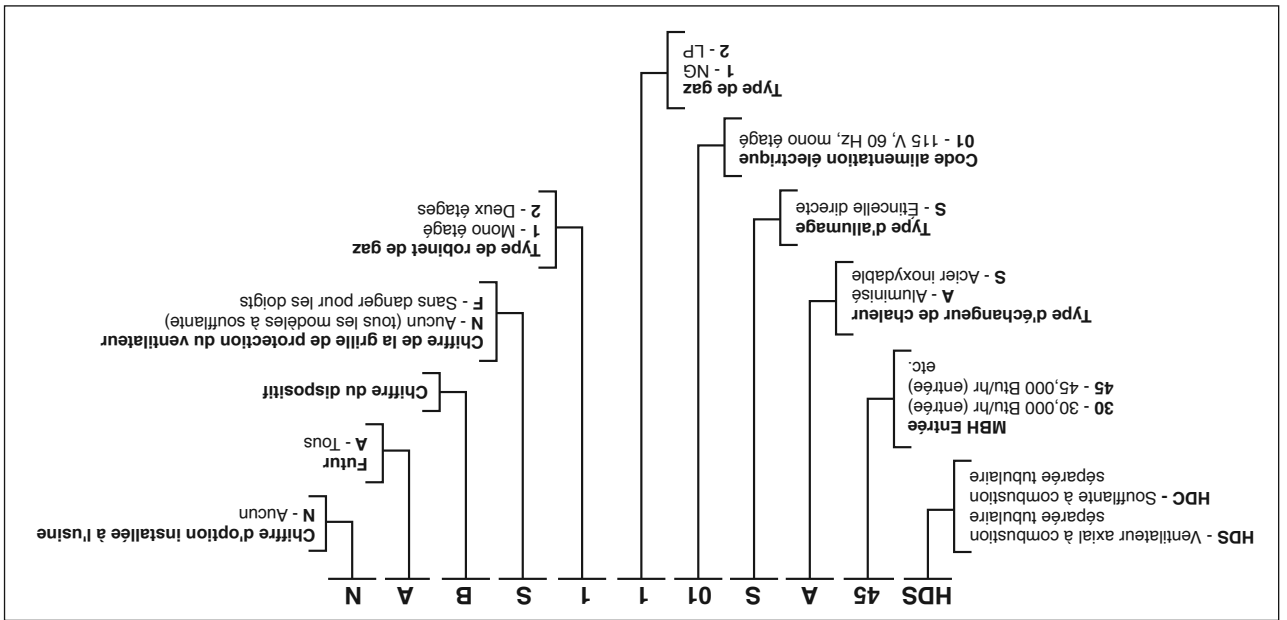 HDS 45 A S 01 1 1 S B A N
HDS - Ventilateur axial à combustion
séparée tubulaire
HDC - Soufflante à combustion
séparée tubulaire
MBH Entrée
30 - 30,000 Btu/hr (entrée)
45 - 45,000 Btu/hr (entrée)
etc.
Type d'échangeur de chaleur
A - Aluminisé
S - Acier inoxydable
Type d'allumage
S - Étincelle directe
Code alimentation électrique
01 - 115 V, 60 Hz, mono étagé
Type de gaz
1 - NG
2 - LP
Type de robinet de gaz
1 - Mono étagé
2 - Deux étages
Chiffre de la grille de protection du ventilateur
N - Aucun (tous les modèles à soufflante)
F - Sans danger pour les doigts
Chiffre du dispositif
Futur
A - Tous
Chiffre d'option installée à l'usine
N - Aucun